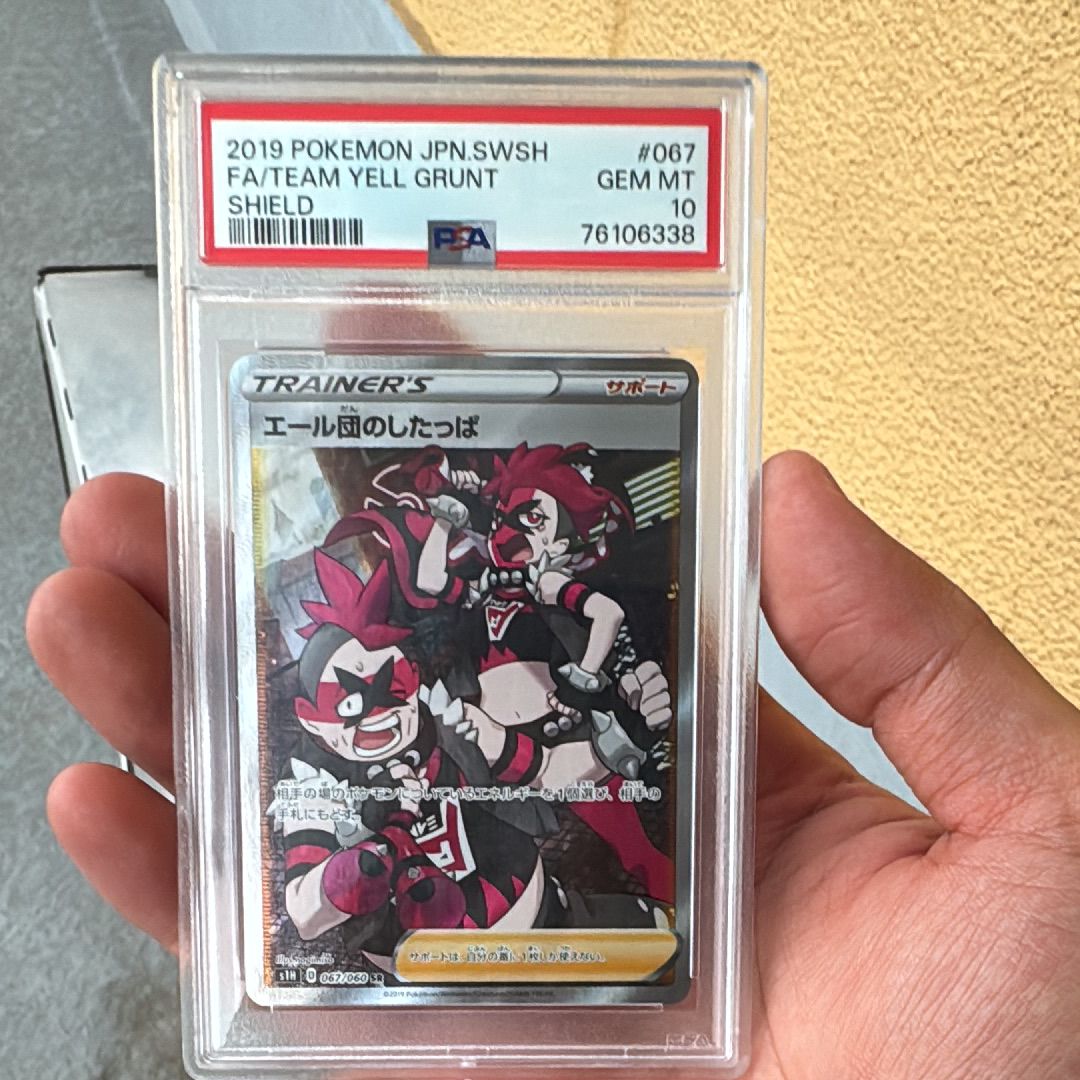 2019 POKEMON JPN.SWSH #067
FA/TEAM YELL GRUNT GEM MT
SHIELD 10
PSA 76106338
TRAINER'S サポート
だん
エール団のしたっぱ
相手の場のポケモンについているエネルギーを1個選び、相手の
手札にもどす。
サポートは、自分の番に1枚しか使えない。
S1H D 067/060 SR